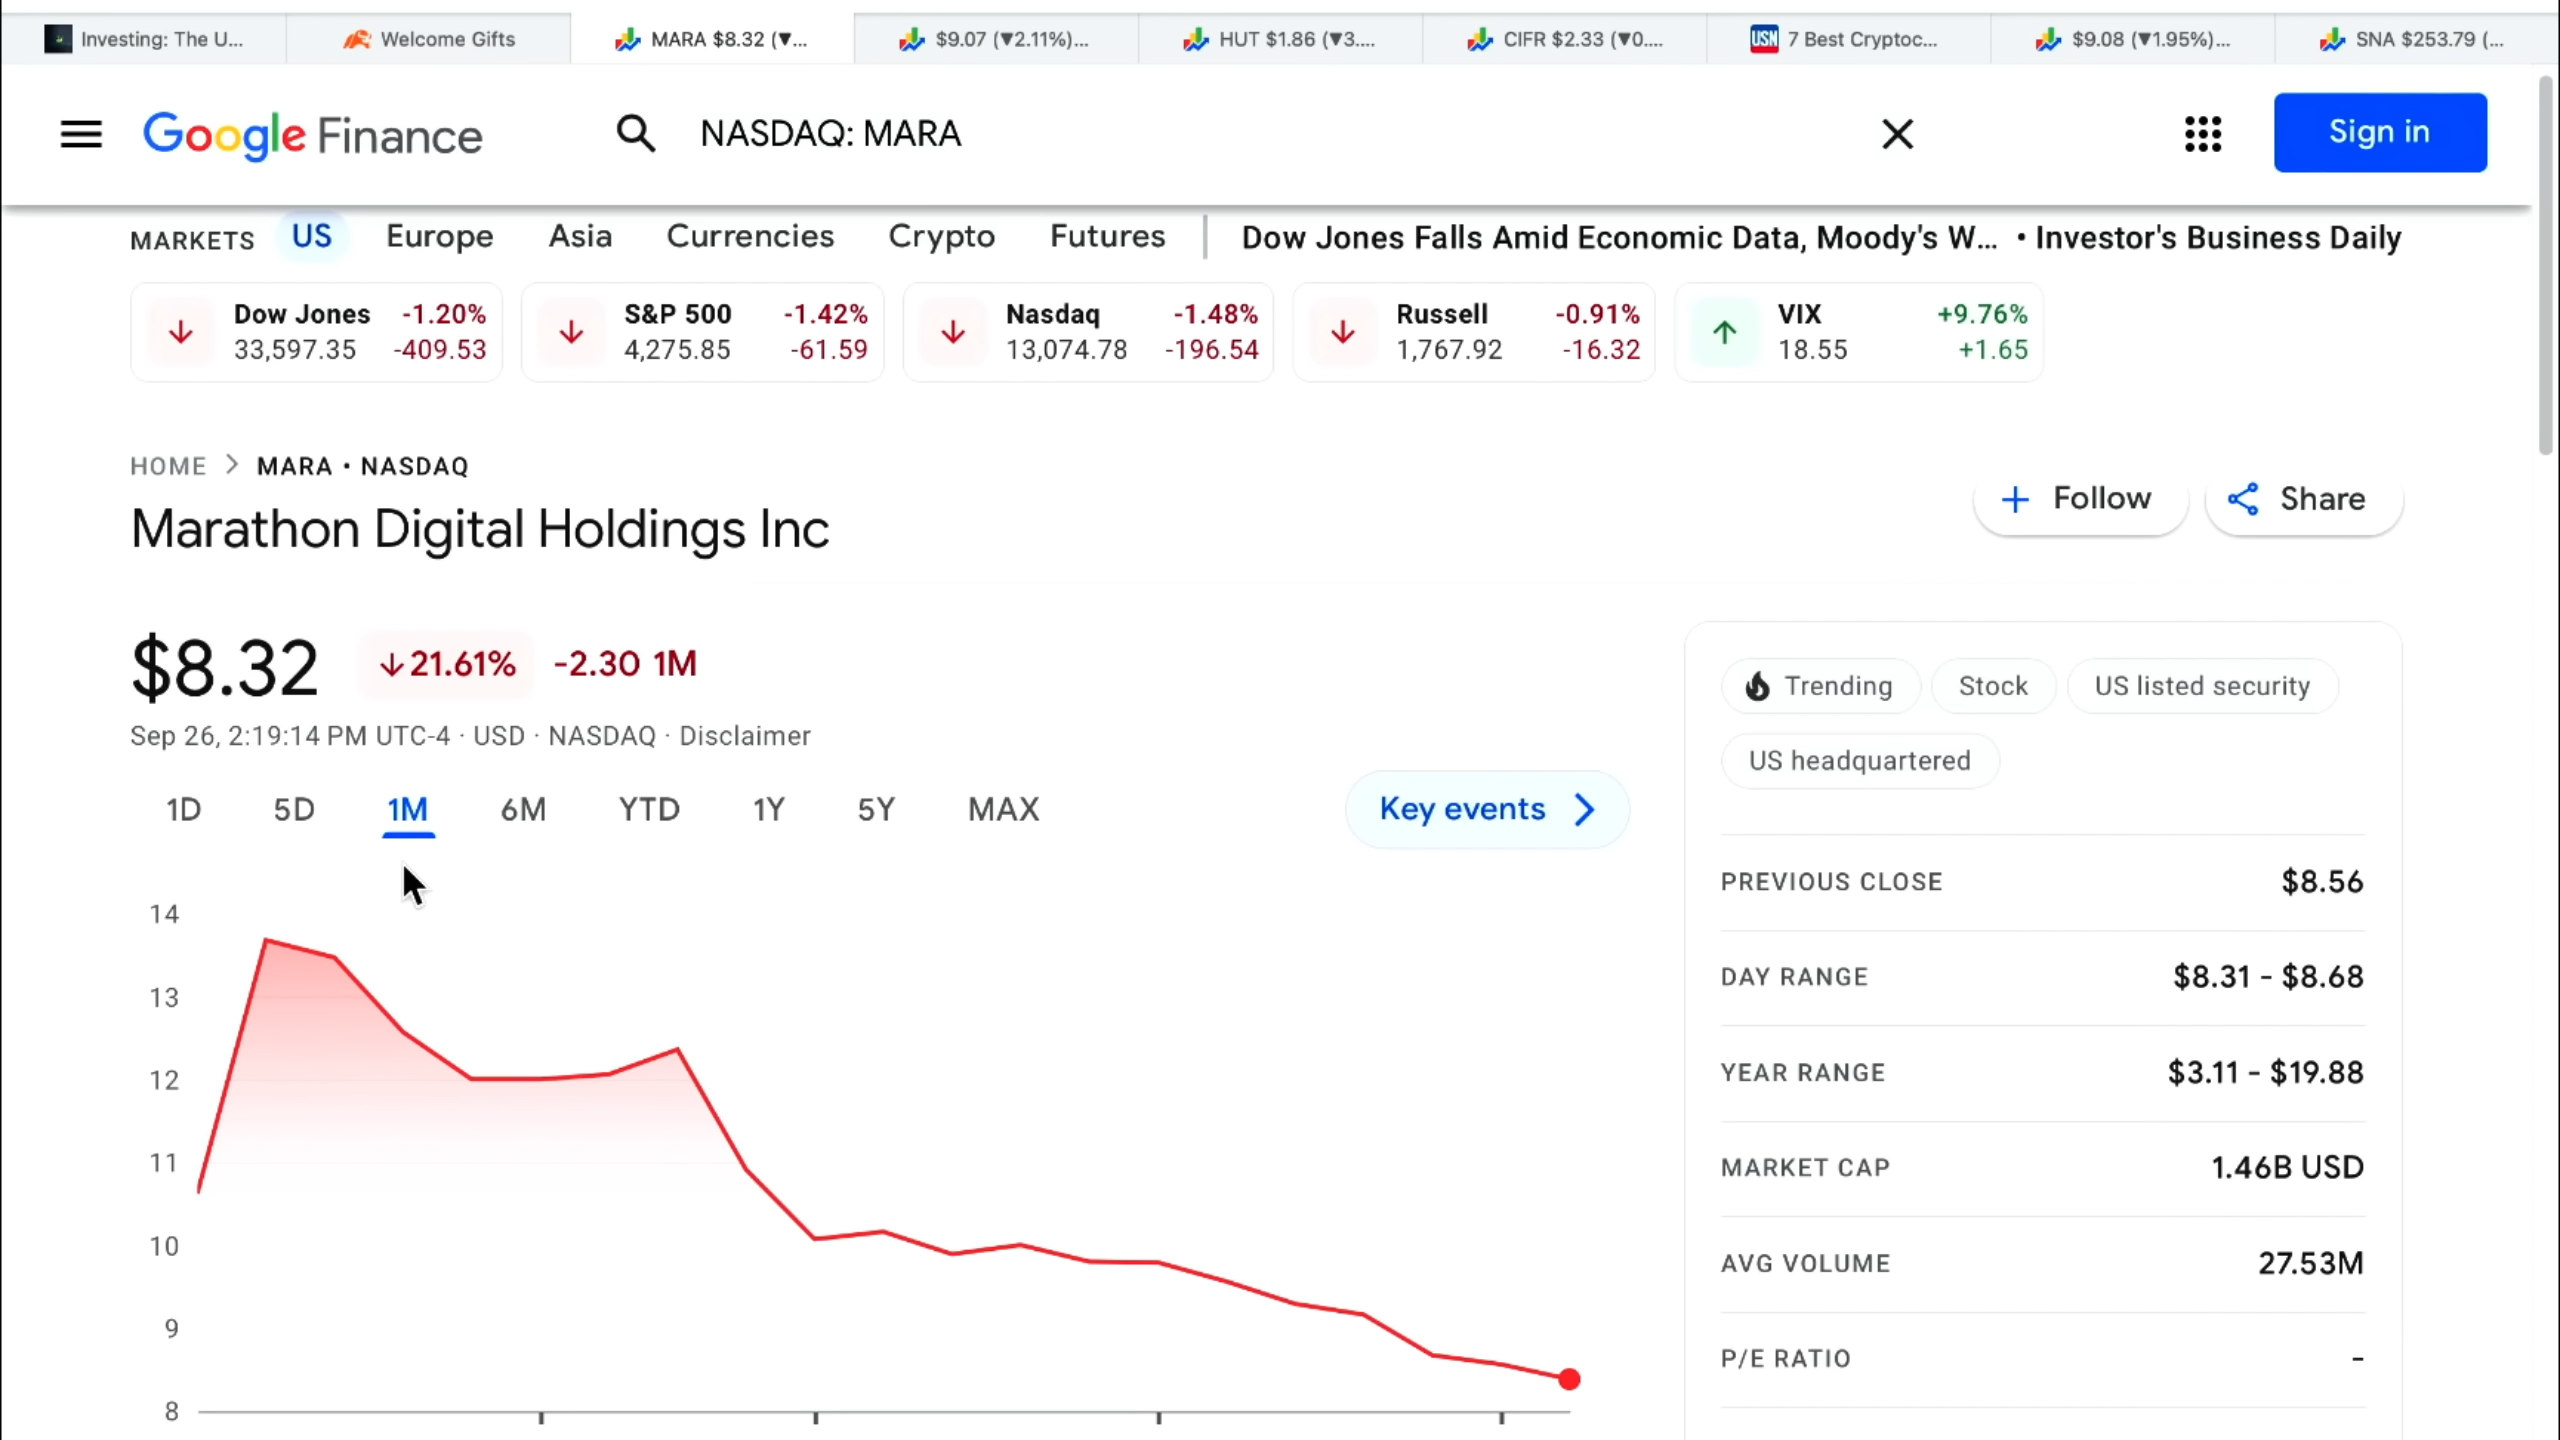 Investing: The U...
Welcome Gifts
MARA $8.32 (▼...
$9.07 (▼2.11%)...
HUT $1.86 (▼3....
CIFR $2.33 (▼0....
USN 7 Best Cryptoc...
$9.08 (▼1.95%)...
SNA $253.79 (...
Google Finance
NASDAQ: MARA
Sign in
MARKETS US Europe Asia Currencies Crypto Futures
Dow Jones Falls Amid Economic Data, Moody's W... • Investor's Business Daily
Dow Jones -1.20%
33,597.35 -409.53
S&P 500 -1.42%
4,275.85 -61.59
Nasdaq -1.48%
13,074.78 -196.54
Russell -0.91%
1,767.92 -16.32
VIX +9.76%
18.55 +1.65
HOME > MARA • NASDAQ
Marathon Digital Holdings Inc
+ Follow
Share
$8.32 ↓21.61% -2.30 1M
Sep 26, 2:19:14 PM UTC-4 · USD · NASDAQ · Disclaimer
1D 5D 1M 6M YTD 1Y 5Y MAX
Key events
14
13
12
11
10
9
8
Trending
Stock
US listed security
US headquartered
PREVIOUS CLOSE $8.56
DAY RANGE $8.31 - $8.68
YEAR RANGE $3.11 - $19.88
MARKET CAP 1.46B USD
AVG VOLUME 27.53M
P/E RATIO -